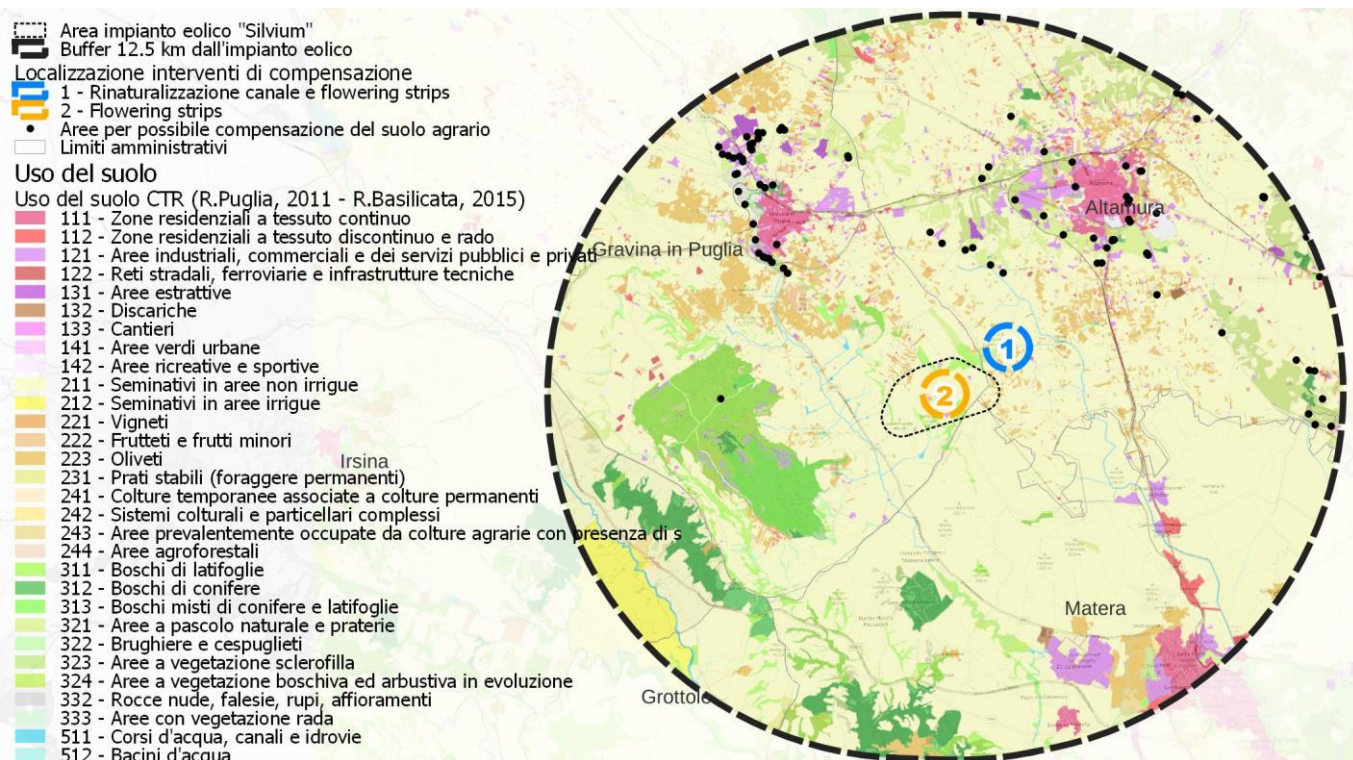 Area impianto eolico "Silvium"
Buffer 12.5 km dall'impianto eolico
Localizzazione interventi di compensazione
1 - Rinaturalizzazione canale e flowering strips
2 - Flowering strips
Aree per possibile compensazione del suolo agrario
Limiti amministrativi
Uso del suolo
Uso del suolo CTR (R.Puglia, 2011 - R.Basilicata, 2015)
111 - Zone residenziali a tessuto continuo
112 - Zone residenziali a tessuto discontinuo e rado
121 - Aree industriali, commerciali e dei servizi pubblici e privati
122 - Reti stradali, ferroviarie e infrastrutture tecniche
131 - Aree estrattive
132 - Discariche
133 - Cantieri
141 - Aree verdi urbane
142 - Aree ricreative e sportive
211 - Seminativi in aree non irrigue
212 - Seminativi in aree irrigue
221 - Vigneti
222 - Frutteti e frutti minori
223 - Oliveti
231 - Prati stabili (foraggere permanenti)
241 - Colture temporanee associate a colture permanenti
242 - Sistemi colturali e particellari complessi
243 - Aree prevalentemente occupate da colture agrarie con presenza di s
244 - Aree agroforestali
311 - Boschi di latifoglie
312 - Boschi di conifere
313 - Boschi misti di conifere e latifoglie
321 - Aree a pascolo naturale e praterie
322 - Brughiere e cespuglieti
323 - Aree a vegetazione sclerofilla
324 - Aree a vegetazione boschiva ed arbustiva in evoluzione
332 - Rocce nude, falesie, rupi, affioramenti
333 - Aree con vegetazione rada
511 - Corsi d'acqua, canali e idrovie
512 - Bacini d'acqua
Altamura
Gravina in Puglia
1
2
Irsina
Matera
Grottole